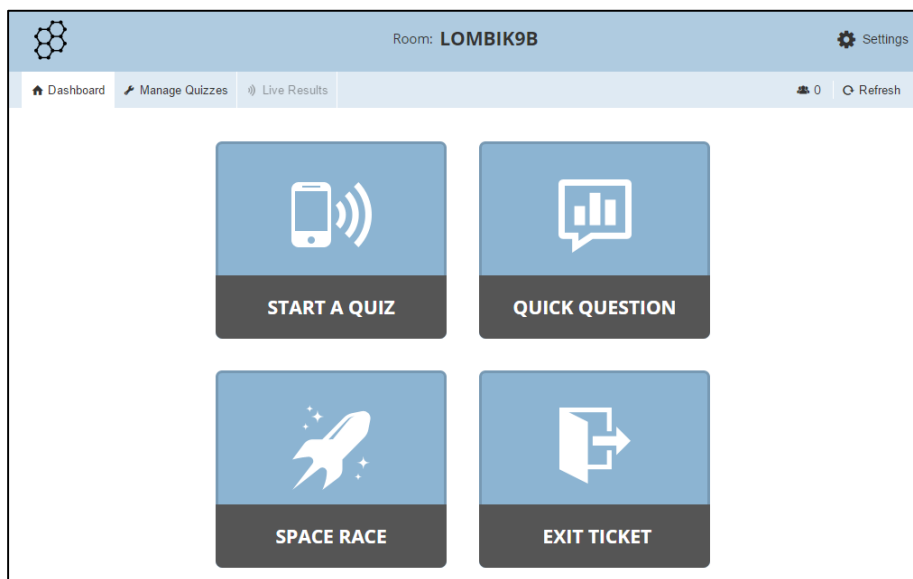 Room: LOMBIK9B
Settings
Dashboard Manage Quizzes Live Results 0 Refresh
START A QUIZ QUICK QUESTION
SPACE RACE EXIT TICKET